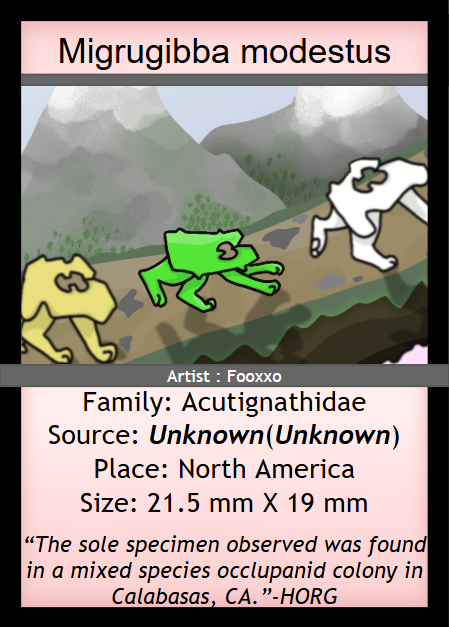 Migrugibba modestus
Artist : Fooxxo
Family: Acutignathidae
Source: Unknown(Unknown)
Place: North America
Size: 21.5 mm X 19 mm
“The sole specimen observed was found
in a mixed species occlupanid colony in
Calabasas, CA.”-HORG